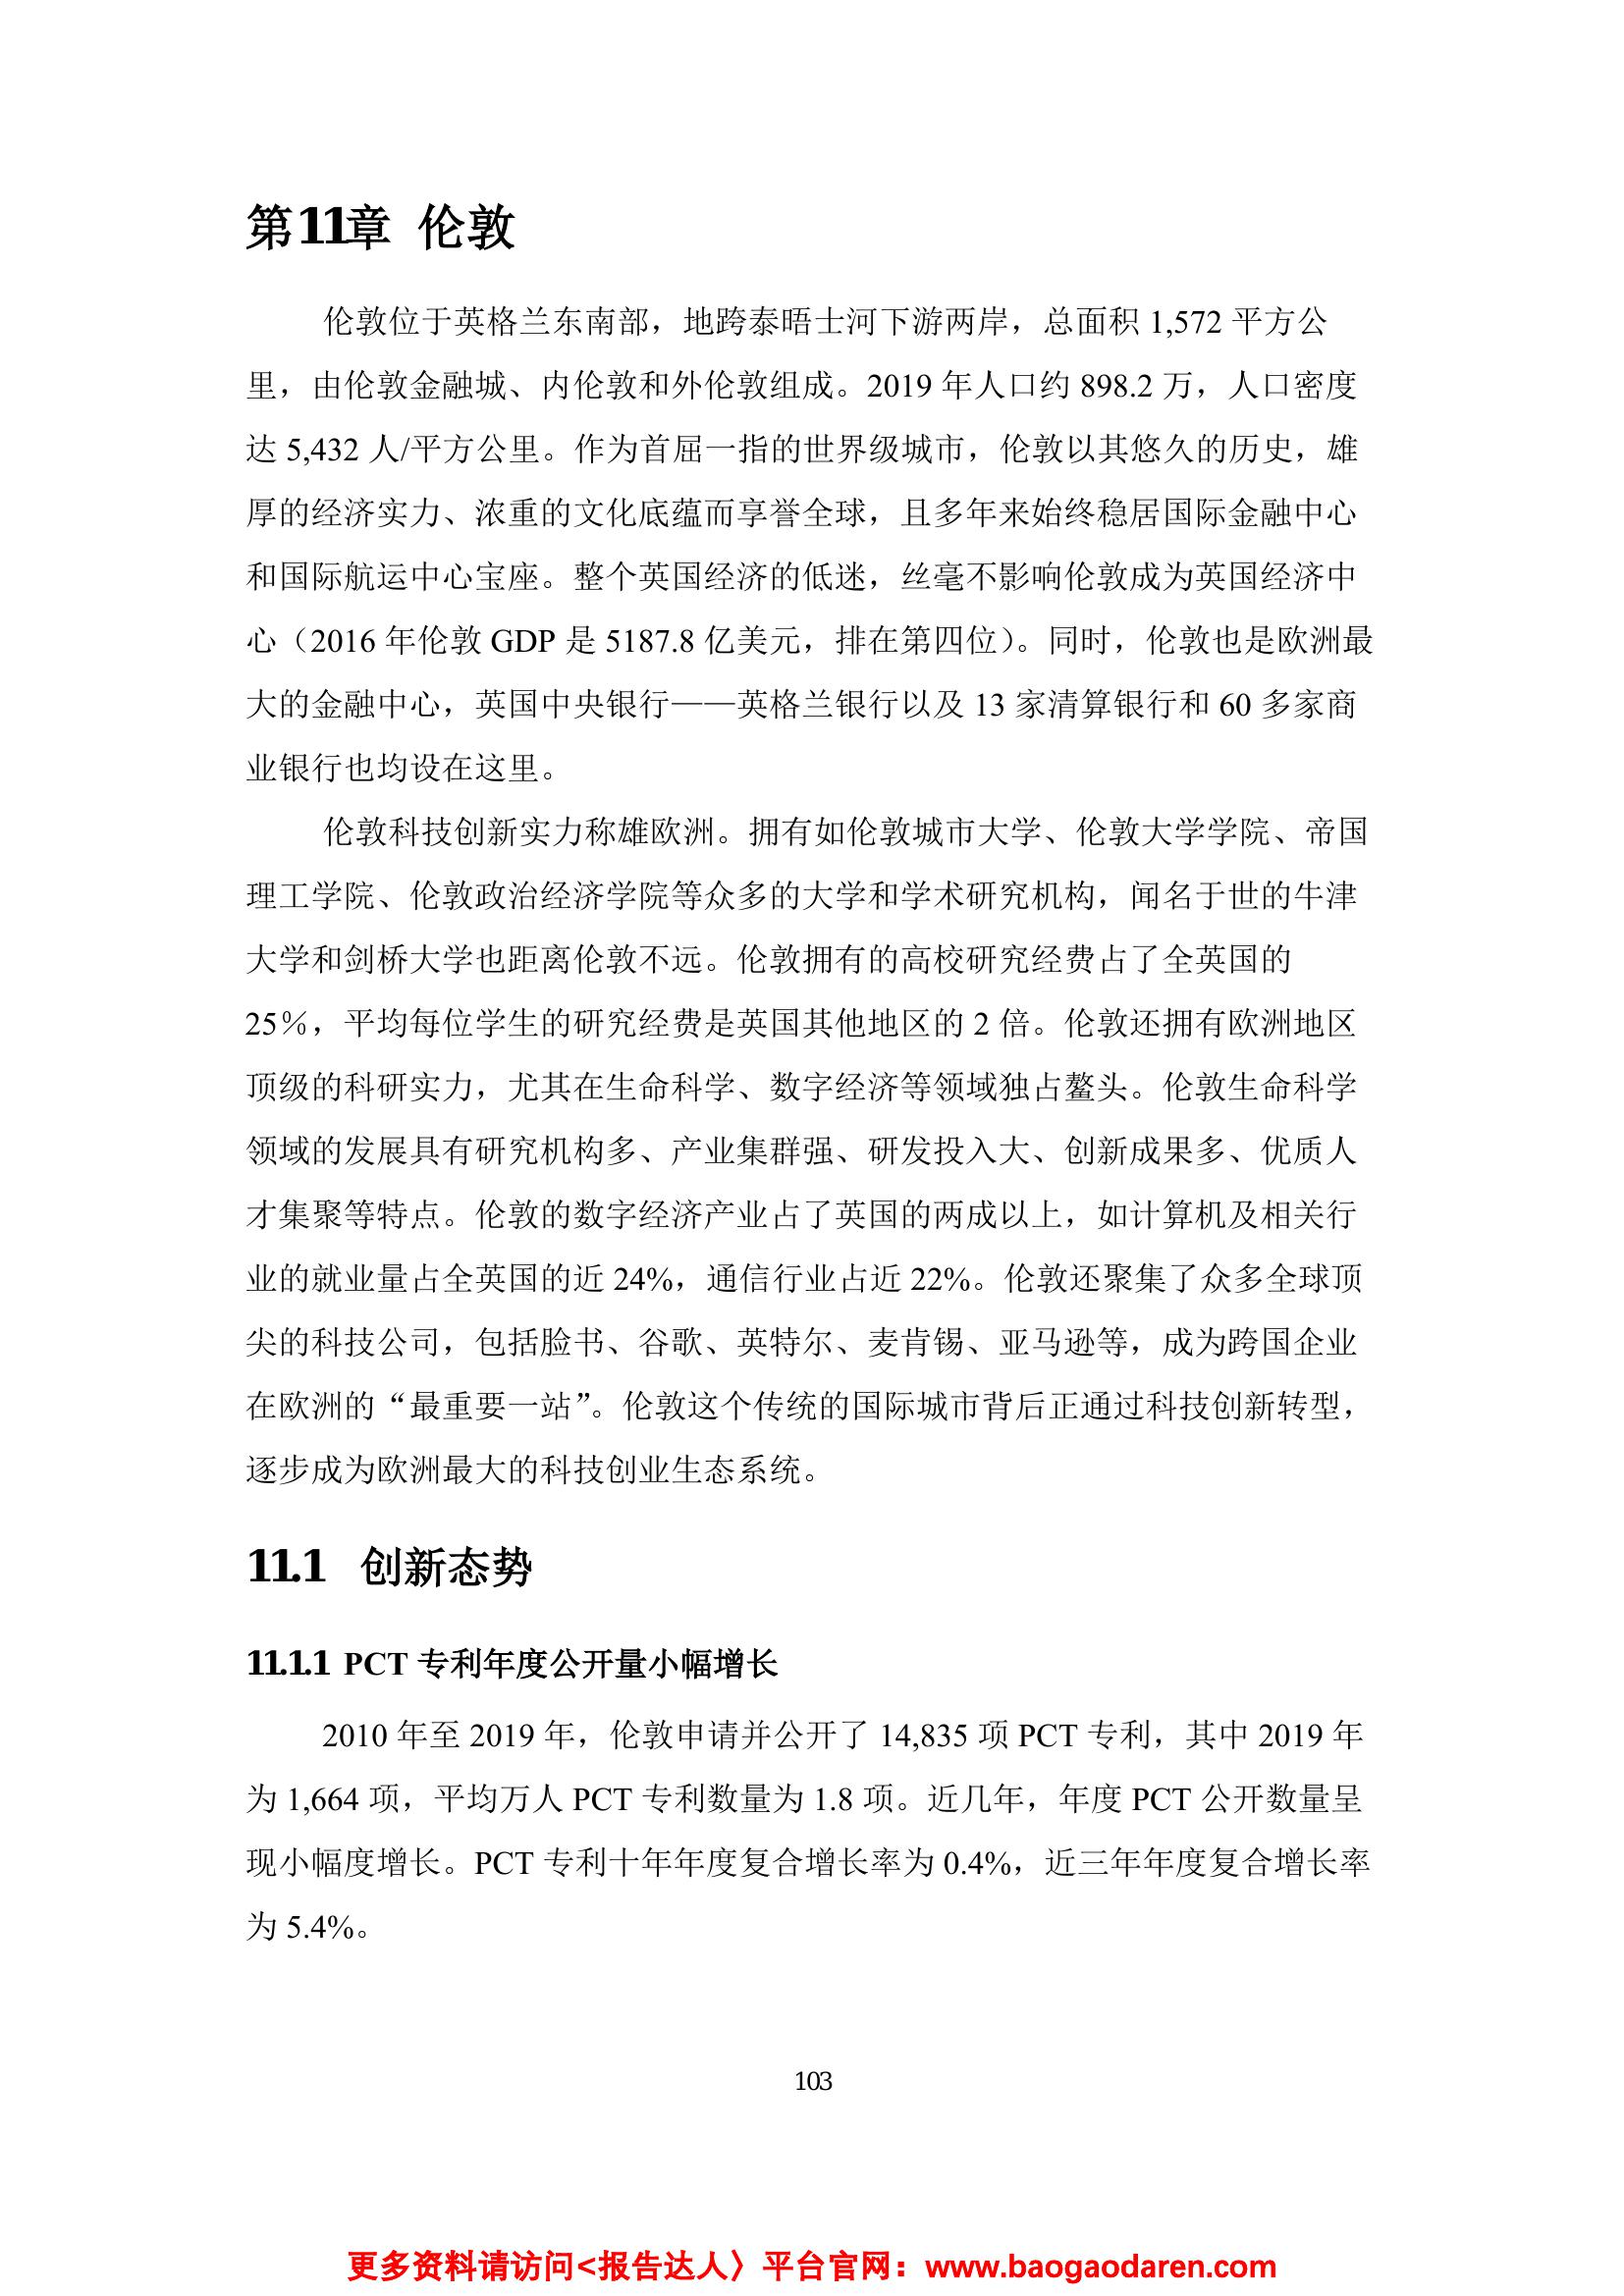 第11章 伦敦
伦敦位于英格兰东南部，地跨泰晤士河下游两岸，总面积 1,572 平方公
里，由伦敦金融城、内伦敦和外伦敦组成。2019 年人口约 898.2 万，人口密度
达 5,432 人/平方公里。作为首屈一指的世界级城市，伦敦以其悠久的历史，雄
厚的经济实力、浓重的文化底蕴而享誉全球，且多年来始终稳居国际金融中心
和国际航运中心宝座。整个英国经济的低迷，丝毫不影响伦敦成为英国经济中
心（2016 年伦敦 GDP 是 5187.8 亿美元，排在第四位）。同时，伦敦也是欧洲最
大的金融中心，英国中央银行——英格兰银行以及 13 家清算银行和 60 多家商
业银行也均设在这里。
伦敦科技创新实力称雄欧洲。拥有如伦敦城市大学、伦敦大学学院、帝国
理工学院、伦敦政治经济学院等众多的大学和学术研究机构，闻名于世的牛津
大学和剑桥大学也距离伦敦不远。伦敦拥有的高校研究经费占了全英国的
25％，平均每位学生的研究经费是英国其他地区的 2 倍。伦敦还拥有欧洲地区
顶级的科研实力，尤其在生命科学、数字经济等领域独占鳌头。伦敦生命科学
领域的发展具有研究机构多、产业集群强、研发投入大、创新成果多、优质人
才集聚等特点。伦敦的数字经济产业占了英国的两成以上，如计算机及相关行
业的就业量占全英国的近 24%，通信行业占近 22%。伦敦还聚集了众多全球顶
尖的科技公司，包括脸书、谷歌、英特尔、麦肯锡、亚马逊等，成为跨国企业
在欧洲的“最重要一站”。伦敦这个传统的国际城市背后正通过科技创新转型，
逐步成为欧洲最大的科技创业生态系统。
11.1 创新态势
11.1.1 PCT 专利年度公开量小幅增长
2010 年至 2019 年，伦敦申请并公开了 14,835 项 PCT 专利，其中 2019 年
为 1,664 项，平均万人 PCT 专利数量为 1.8 项。近几年，年度 PCT 公开数量呈
现小幅度增长。PCT 专利十年年度复合增长率为 0.4%，近三年年度复合增长率
为 5.4%。
103
更多资料请访问<报告达人〉平台官网：www.baogaodaren.com